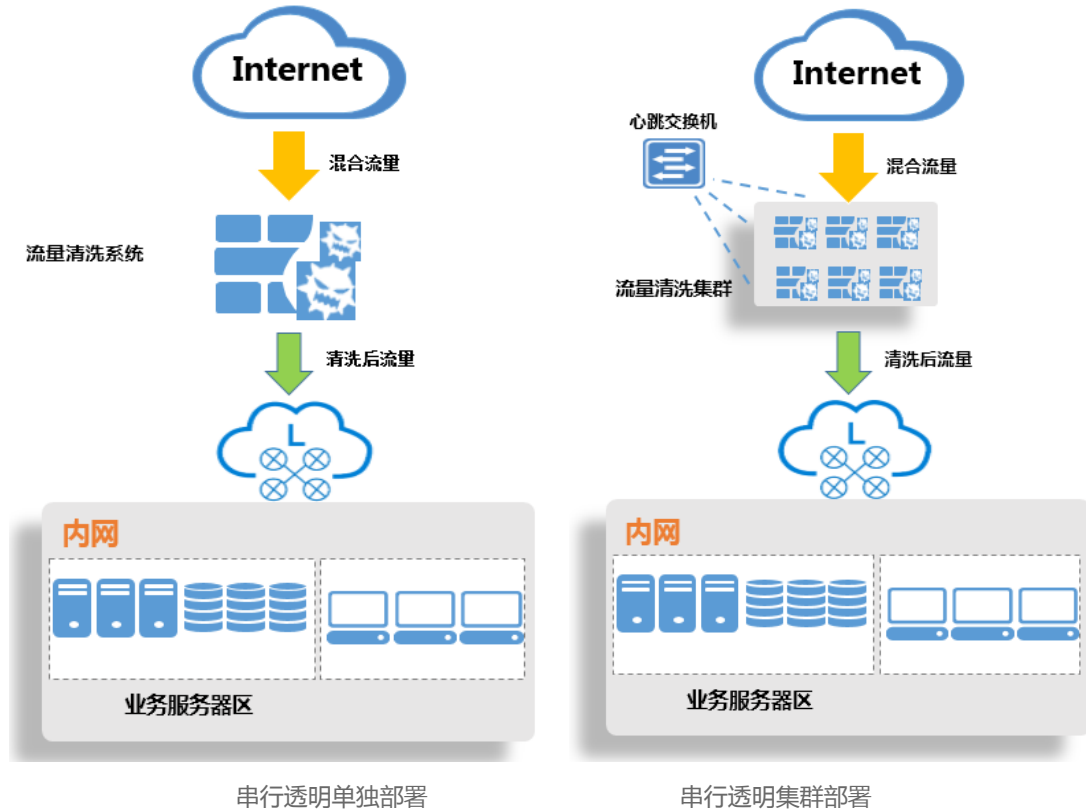 Internet
混合流量
流量清洗系统
清洗后流量
L
内网
业务服务器区
串行透明单独部署
Internet
心跳交换机
混合流量
流量清洗集群
清洗后流量
L
内网
业务服务器区
串行透明集群部署